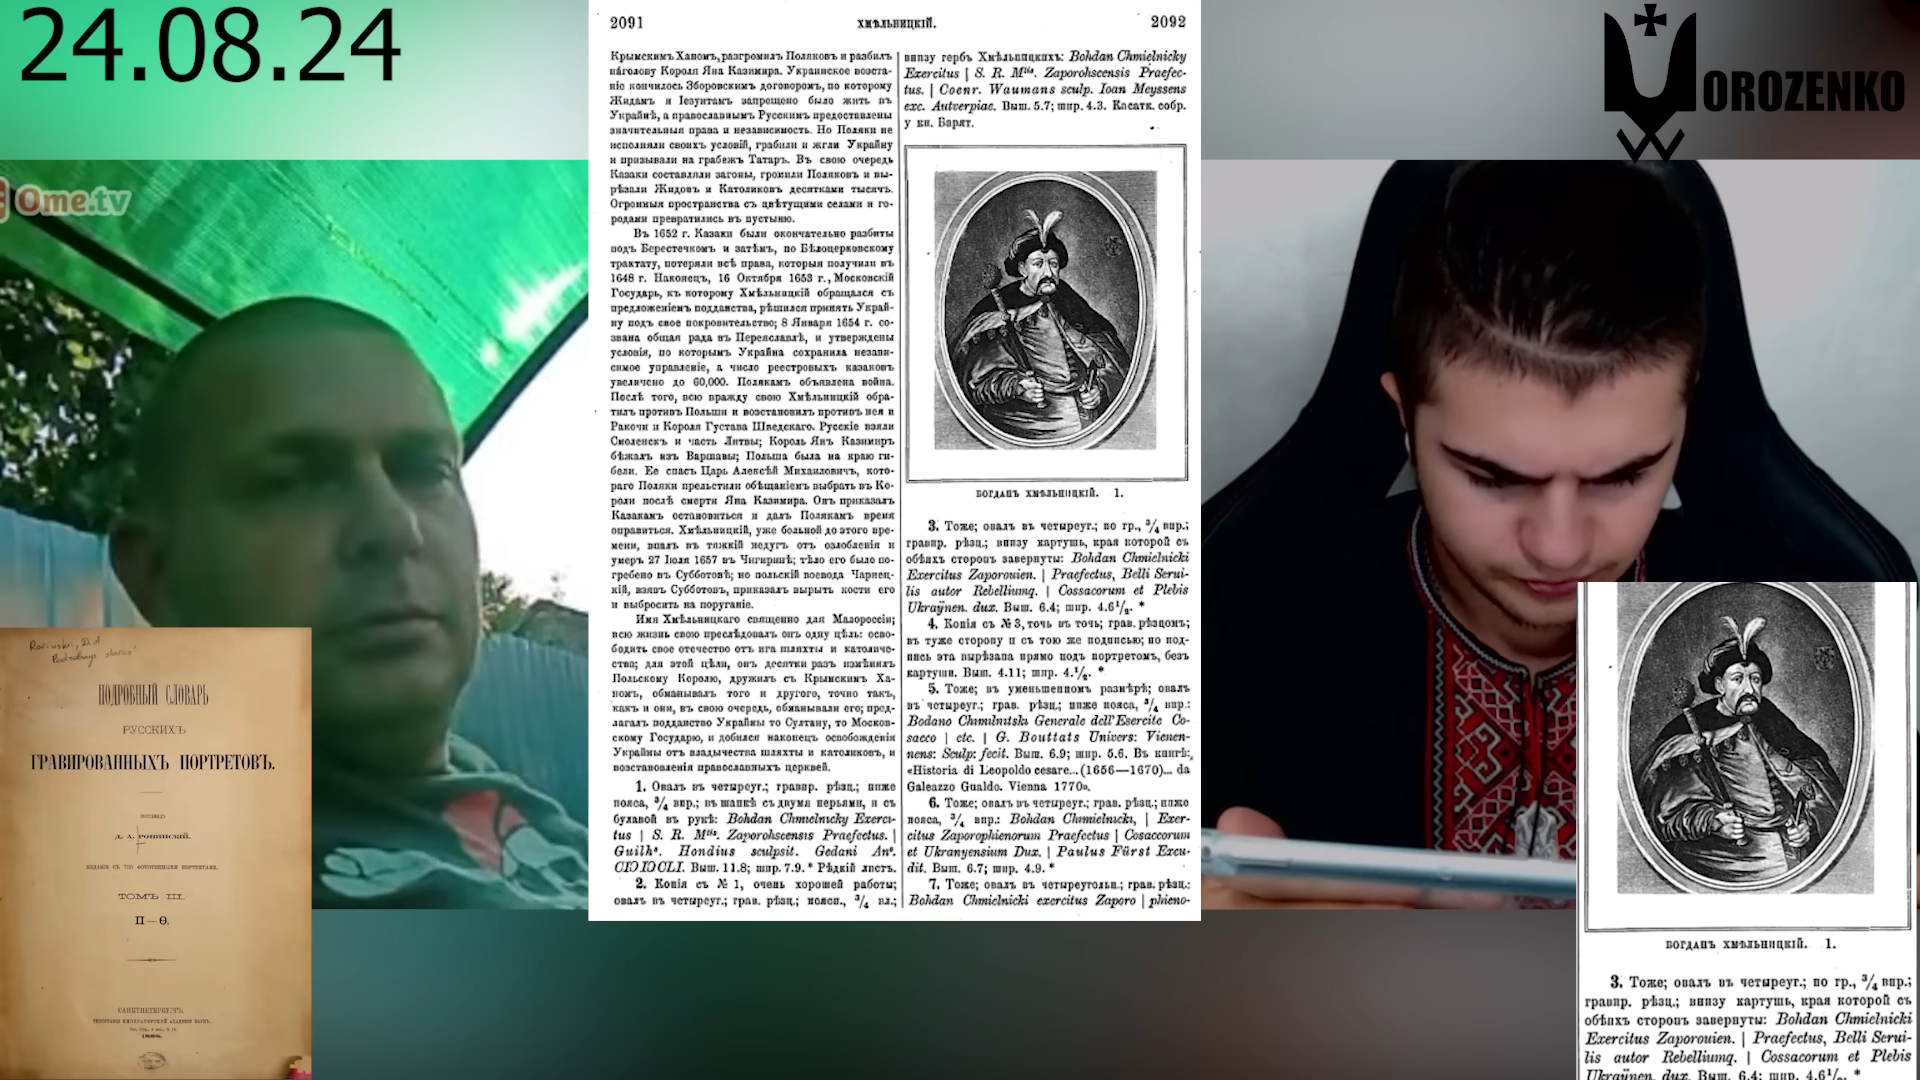 24.08.24
OROZENKO
Ome.tv
2091
ХМѢЛЬНИЦКІЙ.
2092
Крымскимъ Ханомъ, разгромилъ Поляковъ и разбилъ
наголову Короля Яна Казимира. Украинское возста-
ніе кончилось Зборовскимъ договоромъ, по которому
Жидамъ и Іезуитамъ запрещено было жить въ
Украйнѣ, а православнымъ Русскимъ предоставлены
значительныя права и независимость. Но Поляки не
исполняли своихъ условій, грабили и жгли Украйну
и призывали на грабежъ Татаръ. Въ свою очередь
Казаки составляли загоны, громили Поляковъ и вы-
рѣзали Жидовъ и Католиковъ десятками тысячъ.
Огромныя пространства съ цвѣтущими селами и го-
родами превратились въ пустыню.
Въ 1652 г. Казаки были окончательно разбиты
подъ Берестечкомъ и затѣмъ, по Бѣлоцерковскому
трактату, потеряли всѣ права, которыя получили въ
1648 г. Наконецъ, 16 Октября 1653 г., Московскій
Государь, къ которому Хмѣльницкій обращался съ
предложеніемъ подданства, рѣшился принять Украй-
ну подъ свое покровительство; 8 Января 1654 г. со-
звана общая рада въ Переяславлѣ, и утверждены
условія, по которымъ Украйна сохранила незави-
симое управленіе, а число реестровыхъ казаковъ
увеличено до 60,000. Полякамъ объявлена война.
Послѣ того, всю вражду свою Хмѣльницкій обра-
тилъ противъ Польши и возстановилъ противъ нея и
Ракочи и Короля Густава Шведскаго. Русскіе взяли
Смоленскъ и часть Литвы; Король Янъ Казимиръ
бѣжалъ изъ Варшавы; Польша была на краю ги-
бели. Ее спасъ Царь Алексѣй Михаиловичъ, кото-
раго Поляки прельстили обѣщаніемъ выбрать въ Ко-
роли послѣ смерти Яна Казимира. Онъ приказалъ
Казакамъ остановиться и далъ Полякамъ время
оправиться. Хмѣльницкій, уже больной до этого вре-
мени, впалъ въ тяжкій недугъ отъ озлобленія и
умеръ 27 Іюля 1657 въ Чигиринѣ; тѣло его было по-
гребено въ Субботовѣ; но польскій воевода Чарнец-
кій, взявъ Субботовъ, приказалъ вырыть кости его
и выбросить на поруганіе.
Имя Хмѣльницкаго священно для Малороссіи;
всю жизнь свою преслѣдовалъ онъ одну цѣль: осво-
бодить свое отечество отъ ига шляхты и католиче-
ства; для этой цѣли, онъ десятки разъ измѣнялъ
Польскому Королю, дружилъ съ Крымскимъ Ха-
номъ, обманывалъ того и другого, точно такъ,
какъ и они, въ свою очередь, обманывали его; пред-
лагалъ подданство Украйны то Султану, то Москов-
скому Государю, и добился наконецъ освобожденія
Украйны отъ владычества шляхты и католиковъ, и
возстановленія православныхъ церквей.
1. Овалъ въ четыреуг.; гравир. рѣзц.; ниже
пояса, 3/4 впр.; въ шапкѣ съ двумя перьями, и съ
булавой въ рукѣ: Bohdan Chmielnicky Exerci-
tus | S. R. Mtis. Zaporohscensis Praefectus. |
Guilhs. Hondius sculpsit. Gedani Ano.
CIƆIOCLI. Выш. 11.8; шир. 7.9.* Рѣдкій листъ.
2. Копія съ № 1, очень хорошей работы;
овалъ въ четыреуг.; грав. рѣзц.; поясн., 3/4 вл.;
внизу гербъ Хмѣльницкихъ: Bohdan Chmielnicky
Exercitus | S. R. Mtis. Zaporohscensis Praefec-
tus. | Coenr. Waumans sculp. Ioan Meyssens
exc. Antverpiae. Выш. 5.7; шир. 4.3. Касатк. собр.
у кн. Барят.
БОГДАНЪ ХМѢЛЬНИЦКІЙ. 1.
3. Тоже; овалъ въ четыреуг.; по гр., 3/4 впр.;
гравир. рѣзц.; внизу картушь, края которой съ
обѣихъ сторонъ завернуты: Bohdan Chmielnicki
Exercitus Zaporouien. | Praefectus, Belli Serui-
lis autor Rebelliumq. | Cossacorum et Plebis
Ukraÿnen. dux. Выш. 6.4; шир. 4.6 1/2. *
4. Копія съ № 3, точь въ точь; грав. рѣзцомъ;
въ туже сторону и съ тою же подписью; но под-
пись эта вырѣзана прямо подъ портретомъ, безъ
картуши. Выш. 4.11; шир. 4.1/2. *
5. Тоже; въ уменьшенномъ размѣрѣ; овалъ
въ четыреуг.; грав. рѣзц.; ниже пояса, 3/4 впр.:
Bodano Chmilnitski Generale dell'Esercite Co-
sacco | etc. | G. Bouttats Univers: Vienen-
nens: Sculp: fecit. Выш. 6.9; шир. 5.6. Въ книгѣ:
«Historia di Leopoldo cesare...(1656—1670)... da
Galeazzo Gualdo. Vienna 1770».
6. Тоже; овалъ въ четыреуг.; грав. рѣзц.; ниже
пояса, 3/4 впр.: Bohdan Chmielnicki, | Exer-
citus Zaporophienorum Praefectus | Cosaccorum
et Ukranyensium Dux. | Paulus Fürst Excu-
dit. Выш. 6.7; шир. 4.9. *
7. Тоже; овалъ въ четыреугольн.; грав. рѣзц.:
Bohdan Chmielnicki exercitus Zaporo | phieno-
ПОДРОБНЫЙ СЛОВАРЬ
РУССКИХЪ
ГРАВИРОВАННЫХЪ ПОРТРЕТОВЪ.
Д. А. РОВИНСКІЙ.
ТОМЪ III.
П—Ѳ.
САНКТПЕТЕРБУРГЪ.
1888.
БОГДАНЪ ХМѢЛЬНИЦКІЙ. 1.
3. Тоже; овалъ въ четыреуг.; по гр., 3/4 впр.;
гравир. рѣзц.; внизу картушь, края которой съ
обѣихъ сторонъ завернуты: Bohdan Chmielnicki
Exercitus Zaporouien. | Praefectus, Belli Serui-
lis autor Rebelliumq. | Cossacorum et Plebis
Ukraÿnen. dux. Выш. 6.4; шир. 4.6 1/2. *